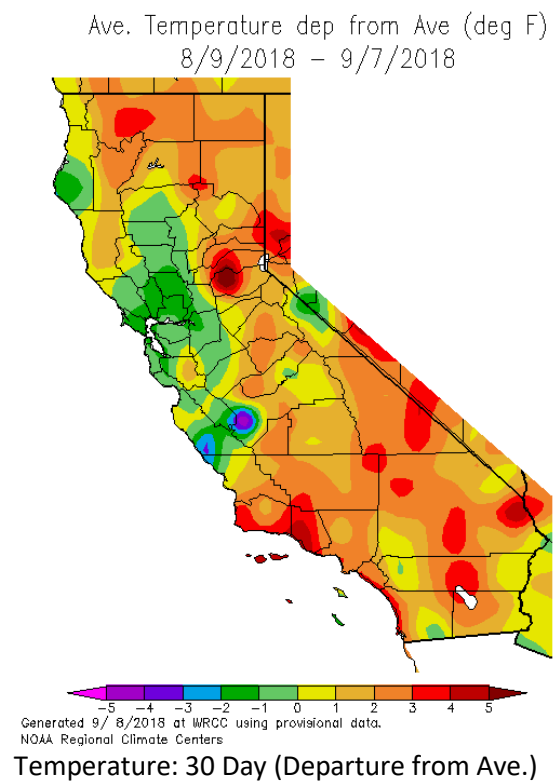 Ave. Temperature dep from Ave (deg F)
8/9/2018 – 9/7/2018
-5 -4 -3 -2 -1 0 1 2 3 4 5
Generated 9/ 8/2018 at WRCC using provisional data.
NOAA Regional Climate Centers
Temperature: 30 Day (Departure from Ave.)